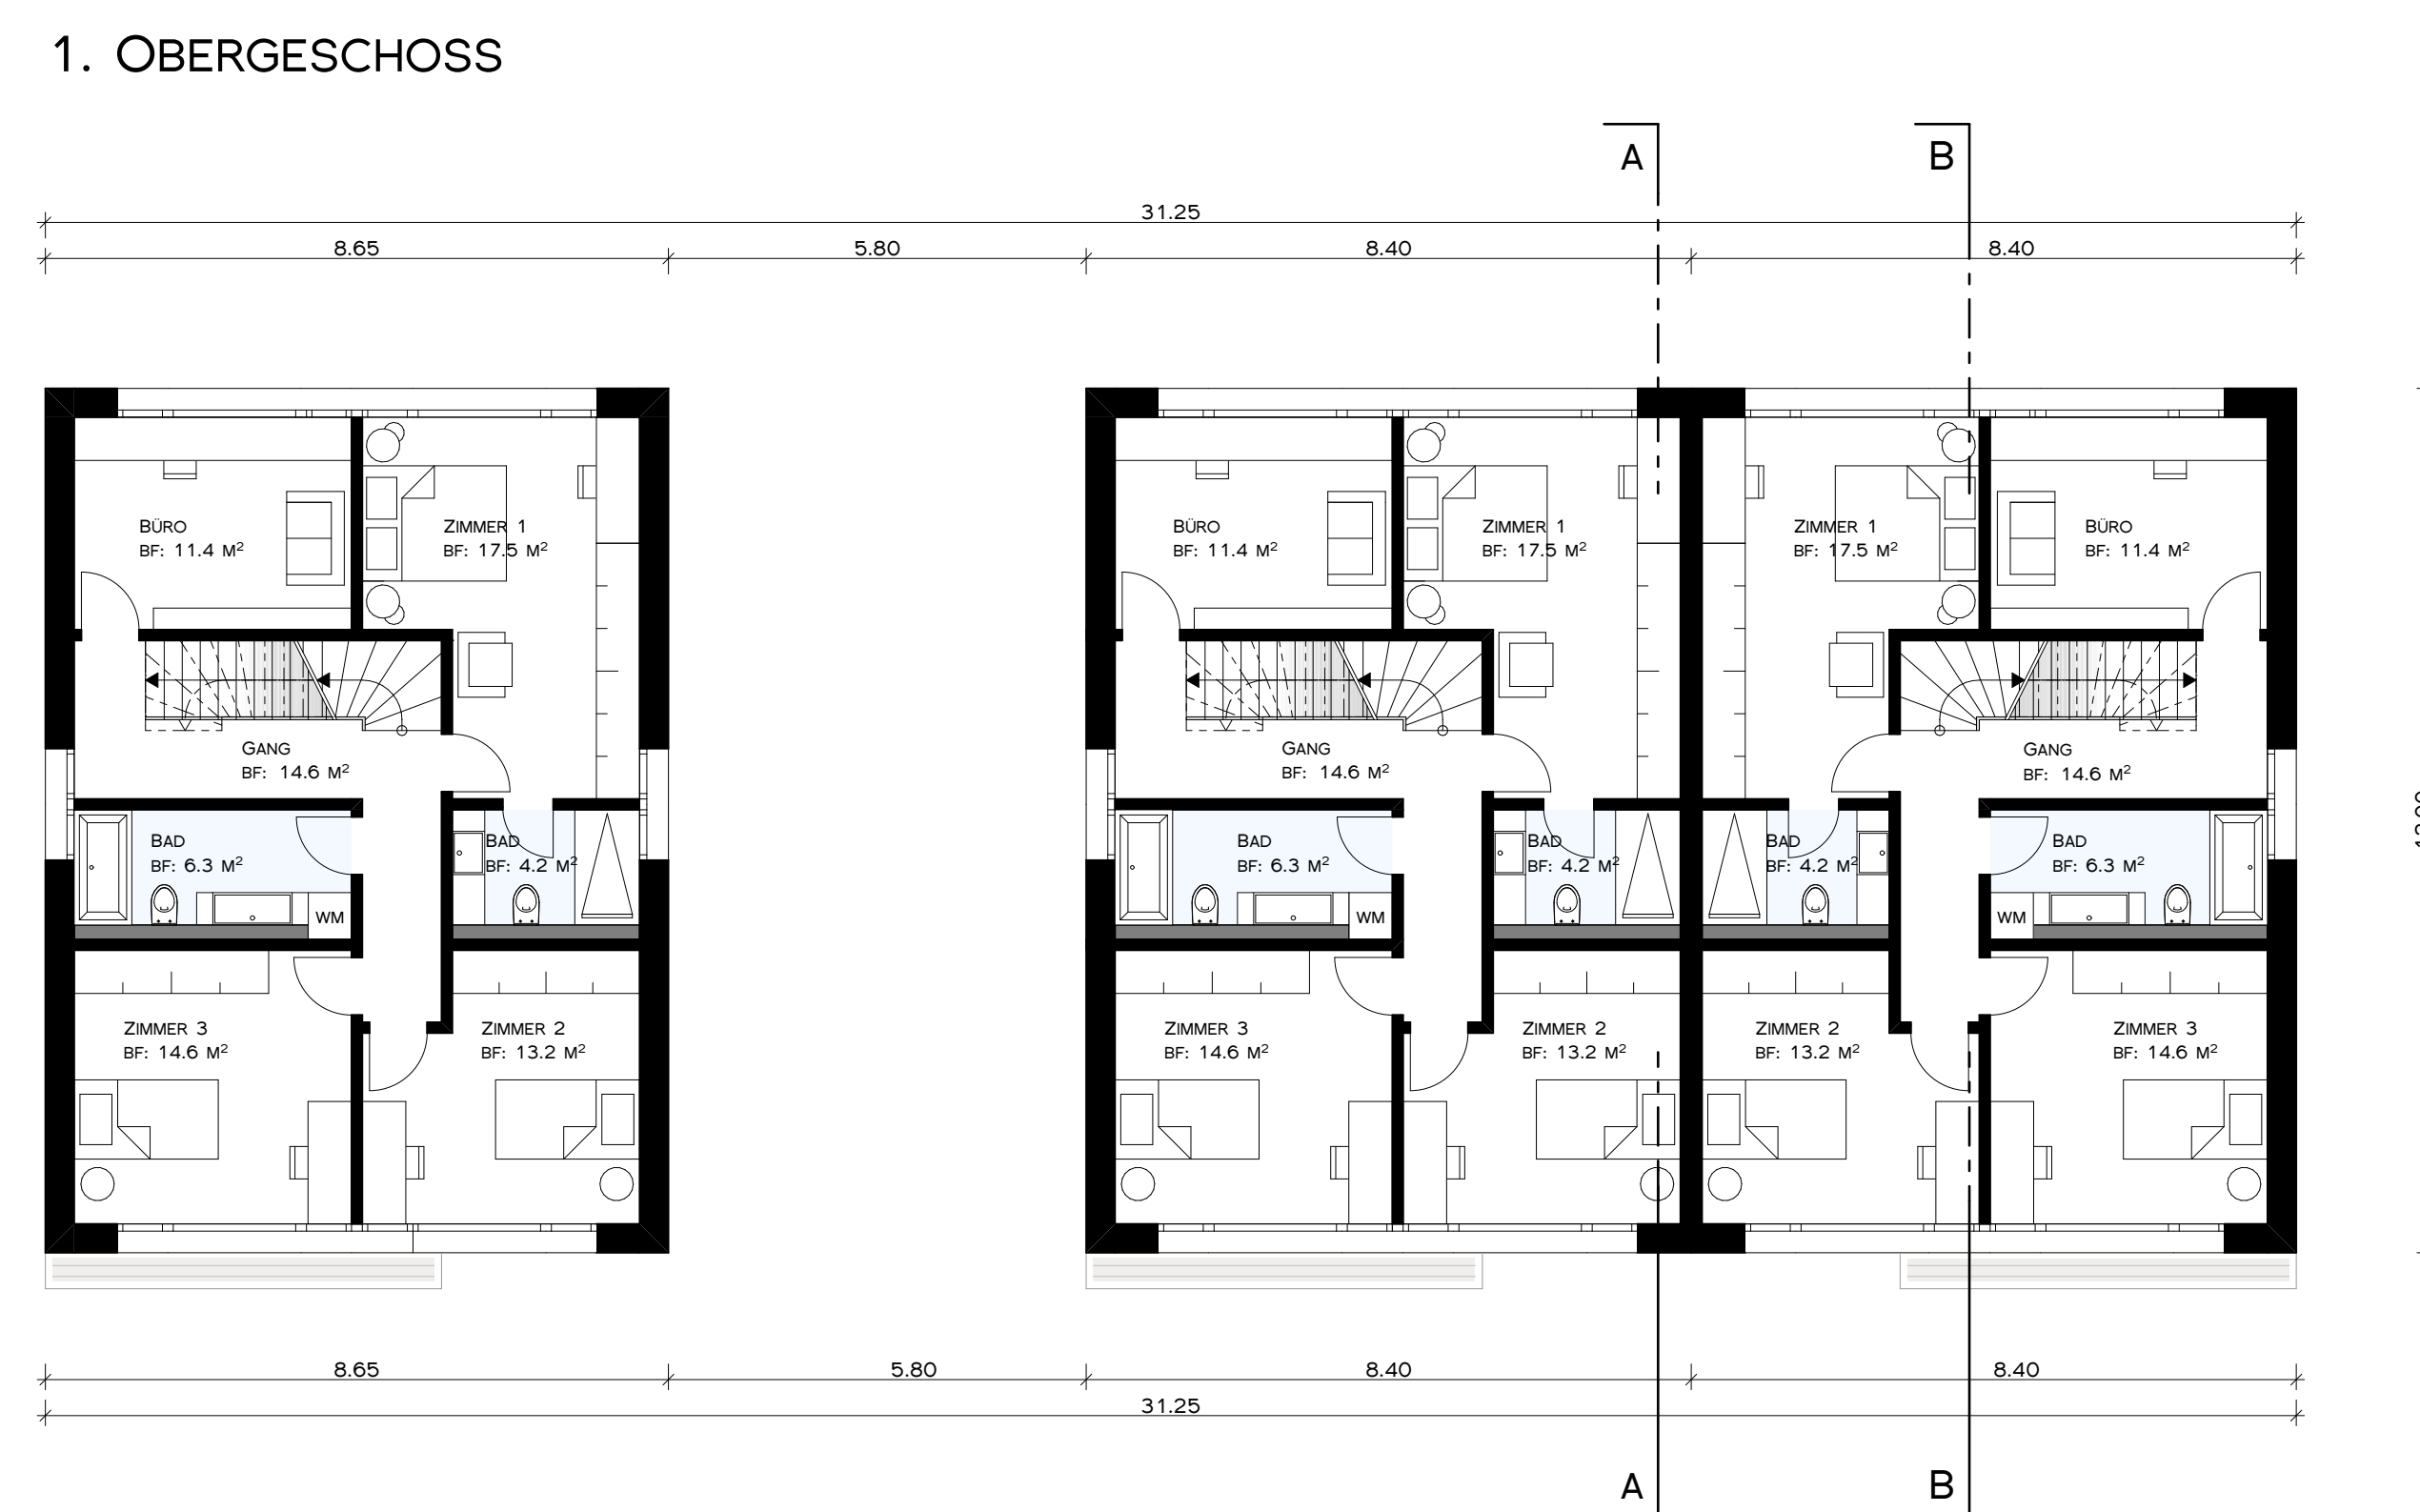 1. OBERGESCHOSS
A
B
31.25
8.65
5.80
8.40
8.40
BÜRO
BF: 11.4 M²
ZIMMER 1
BF: 17.5 M²
GANG
BF: 14.6 M²
BAD
BF: 6.3 M²
WM
BAD
BF: 4.2 M²
ZIMMER 3
BF: 14.6 M²
ZIMMER 2
BF: 13.2 M²
BÜRO
BF: 11.4 M²
ZIMMER 1
BF: 17.5 M²
GANG
BF: 14.6 M²
BAD
BF: 6.3 M²
WM
BAD
BF: 4.2 M²
ZIMMER 3
BF: 14.6 M²
ZIMMER 2
BF: 13.2 M²
ZIMMER 1
BF: 17.5 M²
BÜRO
BF: 11.4 M²
GANG
BF: 14.6 M²
BAD
BF: 4.2 M²
WM
BAD
BF: 6.3 M²
ZIMMER 2
BF: 13.2 M²
ZIMMER 3
BF: 14.6 M²
8.65
5.80
8.40
8.40
31.25
A
B